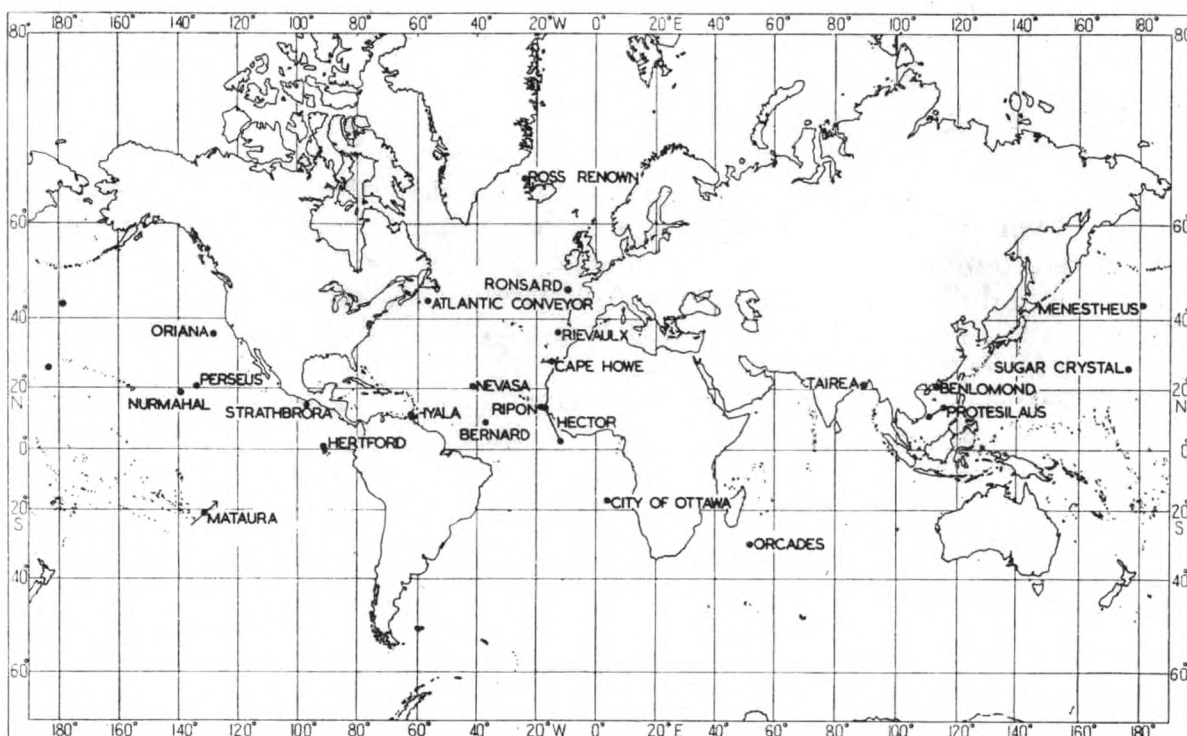 180° 160° 140° 120° 100° 80° 60° 40° 20° W 0° 20° E 40° 60° 80° 100° 120° 140° 160° 180°
80° 80°
ROSS RENOWN
60° 60°
RONSARD
ATLANTIC CONVEYOR
MENESTHEUS
40° 40°
ORIANA
RIEVAULX
CAPE HOWE
SUGAR CRYSTAL
PERSEUS NEVASA TAIREA BENLOMOND
20° 20°
N N
NURMAHAL
STRATHBRORA HYALA RIPON HECTOR PROTESILAUS
BERNARD
HERTFORD
0° 0°
CITY OF OTTAWA
20° 20°
S S
MATAURA
ORCADES
40° 40°
60° 60°
180° 160° 140° 120° 100° 80° 60° 40° 20° W 0° 20° E 40° 60° 80° 100° 120° 140° 160° 180°